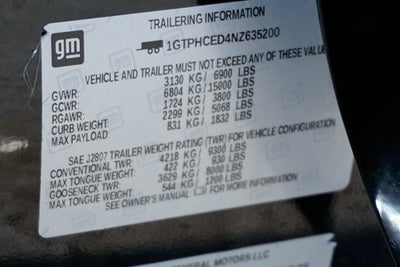 gm
TRAILERING INFORMATION
1GTPHCED4NZ635200
VEHICLE AND TRAILER MUST NOT EXCEED ANY OF THESE VALUE
GVWR: 3130 KG/ 6900 LBS
GCWR: 6804 KG/15000 LBS
RGAWR: 1724 KG/ 3800 LBS
CURB WEIGHT: 2299 KG/ 5068 LBS
MAX PAYLOAD: 831 KG/ 1832 LBS
SAE J2807 TRAILER WEIGHT RATING (TWR) FOR VEHICLE CONFIGURATION
CONVENTIONAL TWR: 4218 KG/ 9300 LBS
MAX TONGUE WEIGHT: 422 KG/ 930 LBS
GOOSENECK TWR: 3629 KG/ 8000 LBS
MAX TONGUE WEIGHT: 544 KG/ 1200 LBS
SEE OWNER'S MANUAL FOR MORE INFORMATION
GENERAL MOTORS LLC